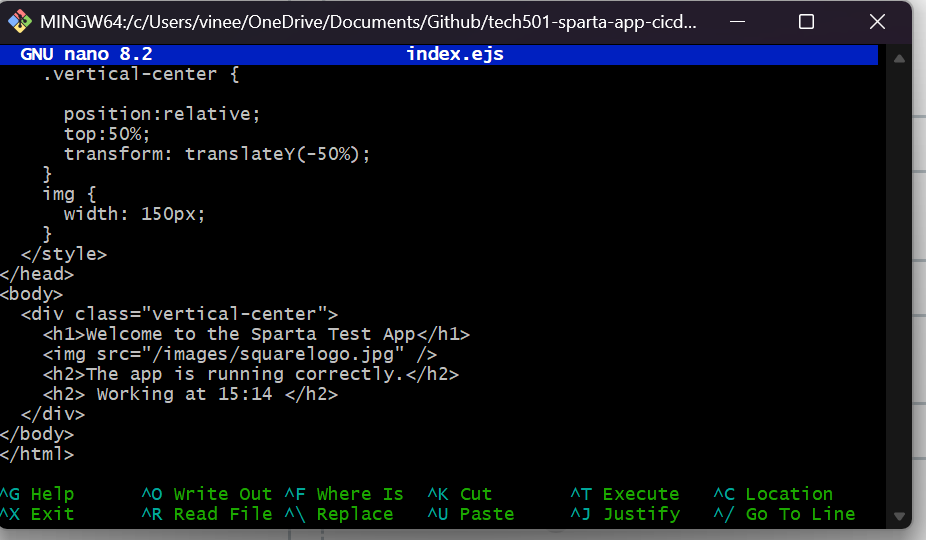 MINGW64:/c/Users/vinee/OneDrive/Documents/Github/tech501-sparta-app-cicd...
GNU nano 8.2 index.ejs
    .vertical-center {

      position:relative;
      top:50%;
      transform: translateY(-50%);
    }
    img {
      width: 150px;
    }
  </style>
</head>
<body>
  <div class="vertical-center">
    <h1>Welcome to the Sparta Test App</h1>
    <img src="/images/squarelogo.jpg" />
    <h2>The app is running correctly.</h2>
    <h2> Working at 15:14 </h2>
  </div>
</body>
</html>

^G Help ^O Write Out ^F Where Is ^K Cut ^T Execute ^C Location
^X Exit ^R Read File ^\ Replace ^U Paste ^J Justify ^/ Go To Line